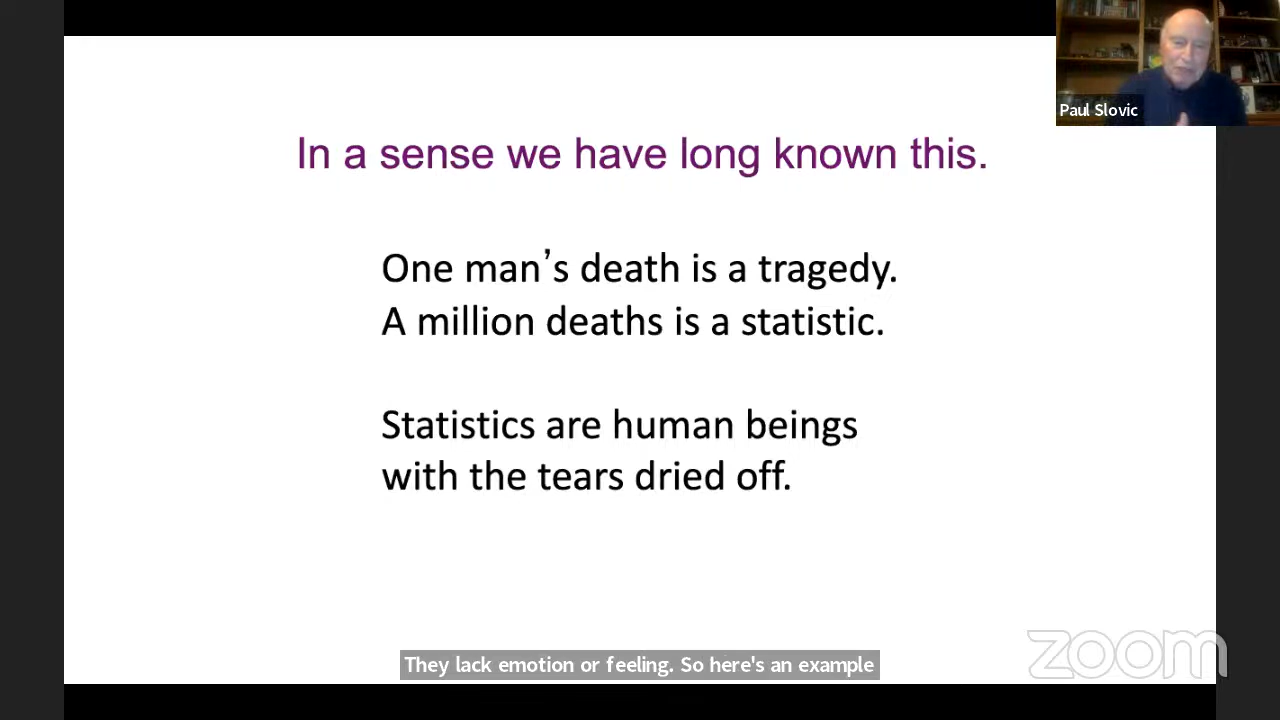 Paul Slovic
In a sense we have long known this.
One man’s death is a tragedy.
A million deaths is a statistic.
Statistics are human beings
with the tears dried off.
They lack emotion or feeling. So here's an example
zoom